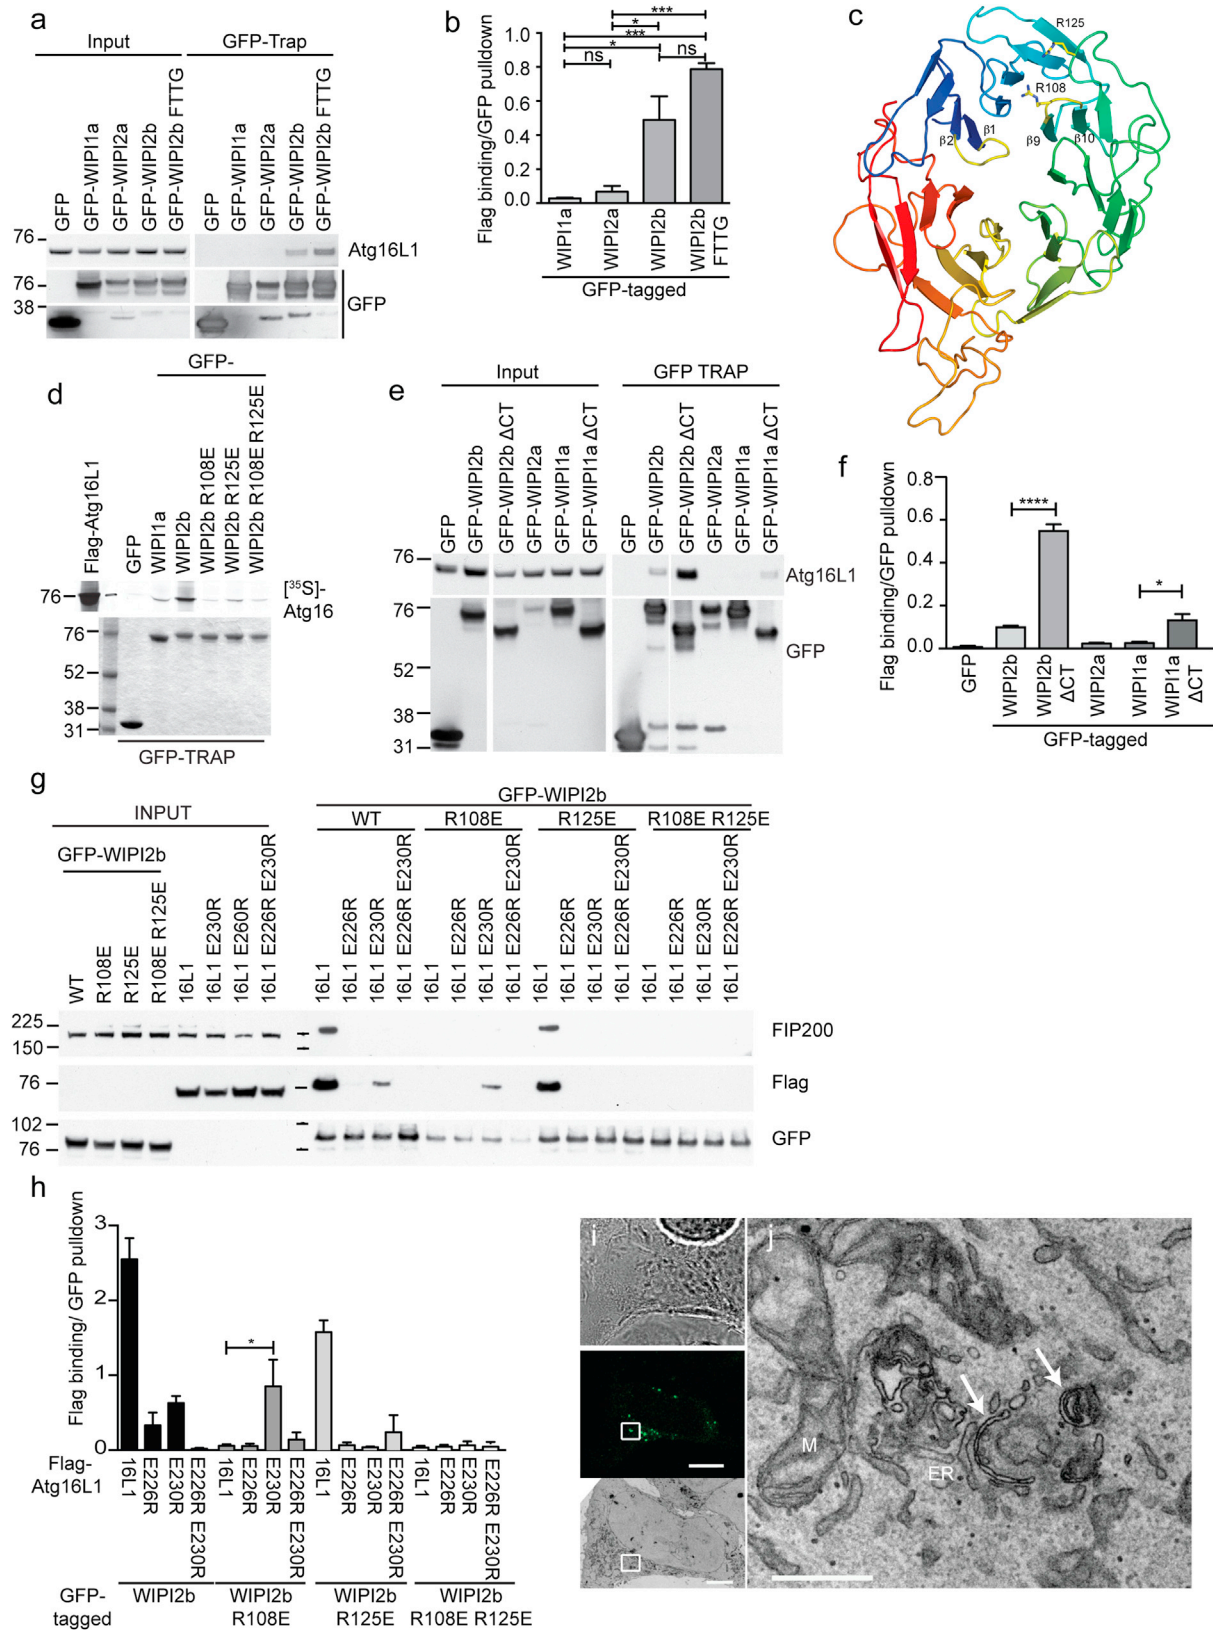 a
Input
GFP-Trap
GFP
GFP-WIPI1a
GFP-WIPI2a
GFP-WIPI2b
GFP-WIPI2b FTTG
GFP
GFP-WIPI1a
GFP-WIPI2a
GFP-WIPI2b
GFP-WIPI2b FTTG
76
Atg16L1
76
38
GFP
b
***
*
***
*
ns
ns
Flag binding/GFP pulldown
1.0
0.8
0.6
0.4
0.2
0.0
WIPI1a
WIPI2a
WIPI2b
WIPI2b
FTTG
GFP-tagged
c
R125
R108
β1
β2
β9
β10
d
GFP-
Flag-Atg16L1
GFP
WIPI1a
WIPI2b
WIPI2b R108E
WIPI2b R125E
WIPI2b R108E R125E
76
[35S]-
Atg16
76
52
38
31
GFP-TRAP
e
Input
GFP TRAP
GFP
GFP-WIPI2b
GFP-WIPI2b ΔCT
GFP-WIPI2a
GFP-WIPI1a
GFP-WIPI1a ΔCT
GFP
GFP-WIPI2b
GFP-WIPI2b ΔCT
GFP-WIPI2a
GFP-WIPI1a
GFP-WIPI1a ΔCT
76
Atg16L1
76
GFP
52
38
31
f
Flag binding/GFP pulldown
0.8
0.6
0.4
0.2
0.0
****
*
GFP
WIPI2b
WIPI2b
ΔCT
WIPI2a
WIPI1a
WIPI1a
ΔCT
GFP-tagged
g
INPUT
GFP-WIPI2b
GFP-WIPI2b
WT
R108E
R125E
R108E R125E
WT
R108E
R125E
R108E R125E
16L1
16L1 E230R
16L1 E260R
16L1 E226R E230R
16L1
16L1 E226R
16L1 E230R
16L1 E226R E230R
16L1
16L1 E226R
16L1 E230R
16L1 E226R E230R
16L1
16L1 E226R
16L1 E230R
16L1 E226R E230R
16L1
16L1 E226R
16L1 E230R
16L1 E226R E230R
225
150
FIP200
76
Flag
102
76
GFP
h
Flag binding/ GFP pulldown
3
2
1
0
*
Flag-
Atg16L1
16L1
E226R
E230R
E226R E230R
16L1
E226R
E230R
E226R E230R
16L1
E226R
E230R
E226R E230R
16L1
E226R
E230R
E226R E230R
GFP-
tagged
WIPI2b
WIPI2b
R108E
WIPI2b
R125E
WIPI2b
R108E R125E
i
j
M
ER